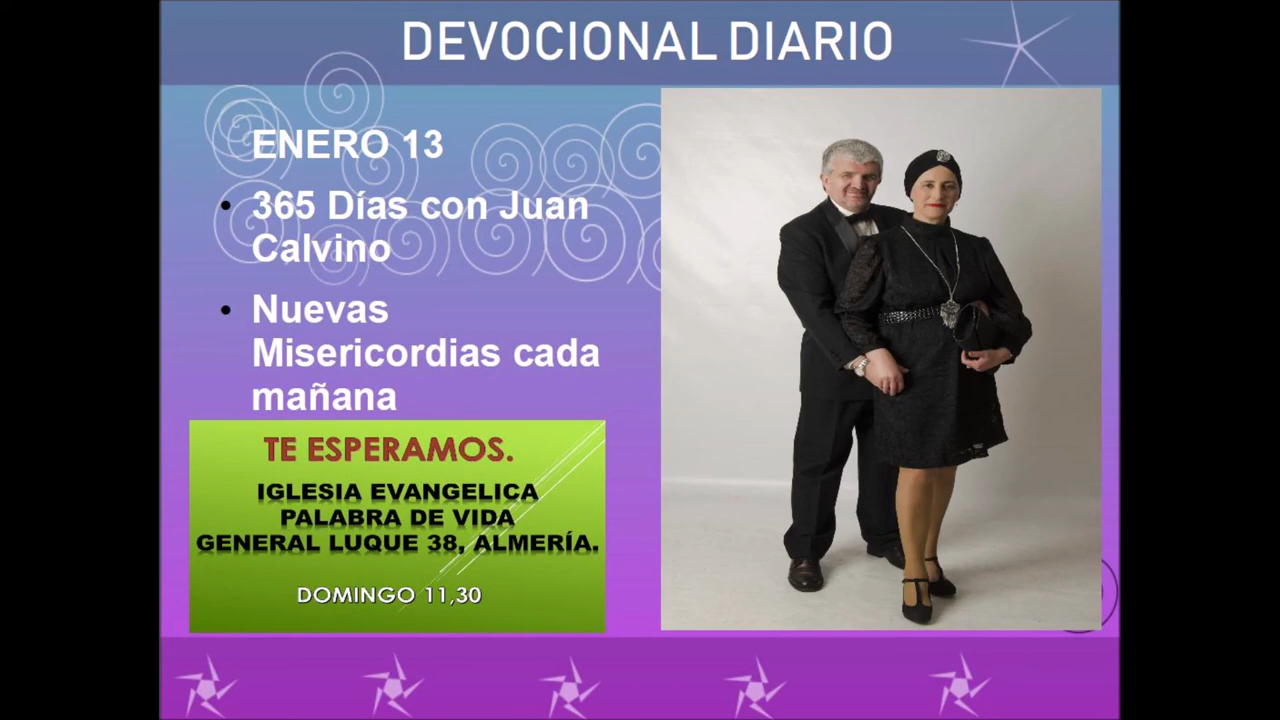 DEVOCIONAL DIARIO
ENERO 13
• 365 Días con Juan
Calvino
• Nuevas
Misericordias cada
mañana
TE ESPERAMOS.
IGLESIA EVANGELICA
PALABRA DE VIDA
GENERAL LUQUE 38, ALMERÍA.
DOMINGO 11,30